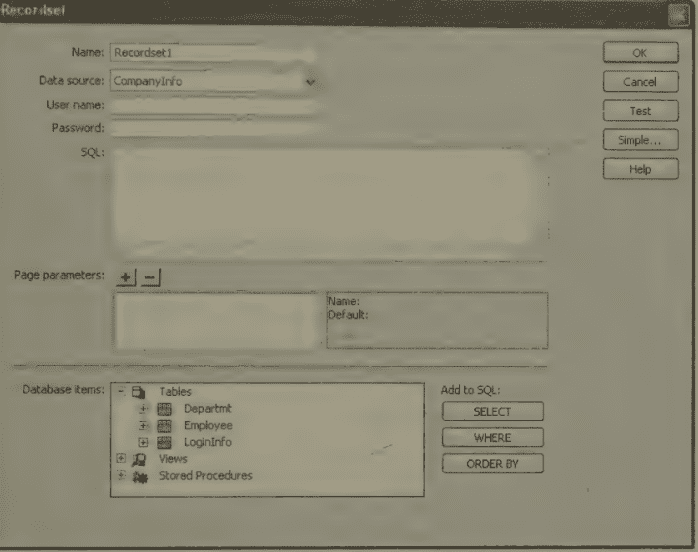 Recordset
Name: Recordset1 OK
Data source: CompanyInfo Cancel
User name: Test
Password: Simple...
SQL: Help
Page parameters: + -
Name:
Default:
Database items: Tables Add to SQL:
Dapartmt SELECT
Employee WHERE
LoginInfo ORDER BY
Views
Stored Procedures